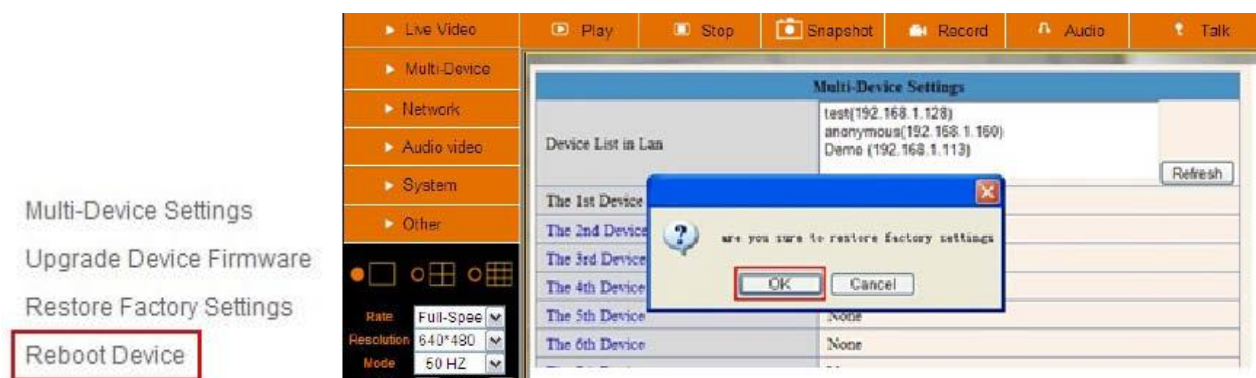 Multi-Device Settings
Upgrade Device Firmware
Restore Factory Settings
Reboot Device
Live Video
Play
Stop
Snapshot
Record
Audio
Talk
Multi-Device
Network
Audio video
System
Other
Rate
Full-Spee
Resolution
640*480
Mode
50 HZ
Multi-Device Settings
Device List in Lan
test(192.168.1.128)
anonymous(192.168.1.160)
Demo (192.168.1.113)
Refresh
The 1st Device
The 2nd Device
The 3rd Device
The 4th Device
The 5th Device
None
The 6th Device
None
are you sure to restore factory settings
OK
Cancel